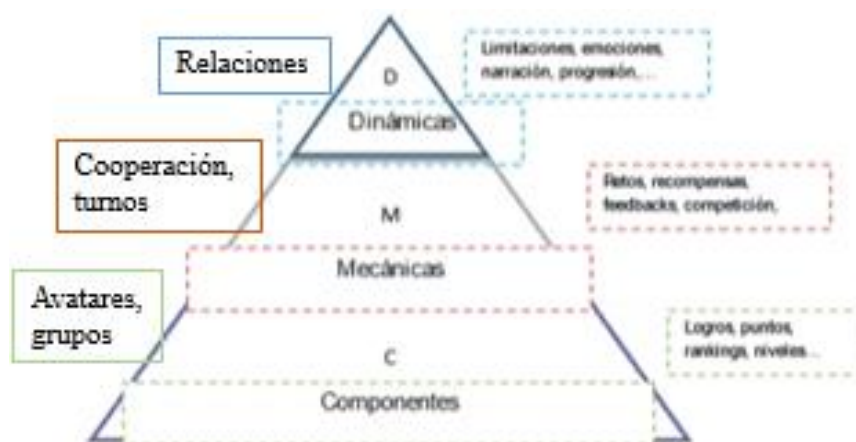 Relaciones
Limitaciones, emociones,
narración, progresión,...
D
Dinámicas
Cooperación,
turnos
Retos, recompensas,
feedbacks, competición,
M
Mecánicas
Avatares,
grupos
Logros, puntos,
rankings, niveles...
C
Componentes